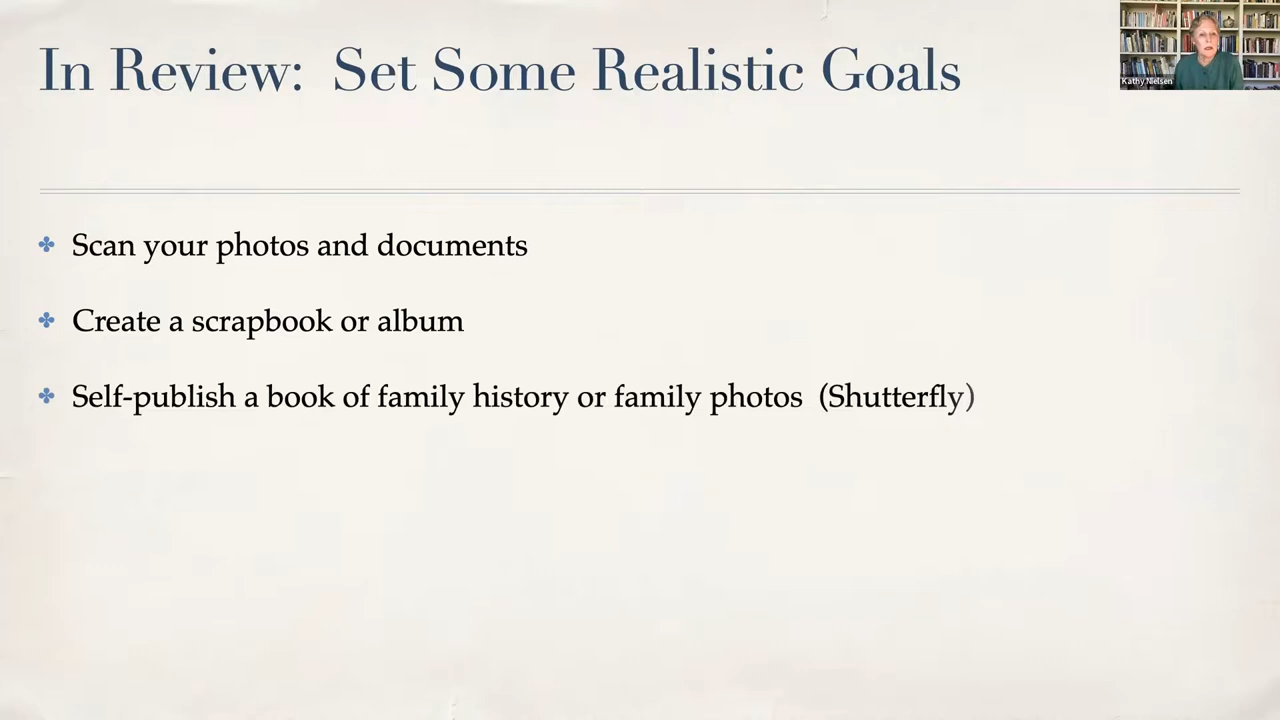 In Review:  Set Some Realistic Goals
Kathy Nielsen
Scan your photos and documents
Create a scrapbook or album
Self-publish a book of family history or family photos  (Shutterfly)